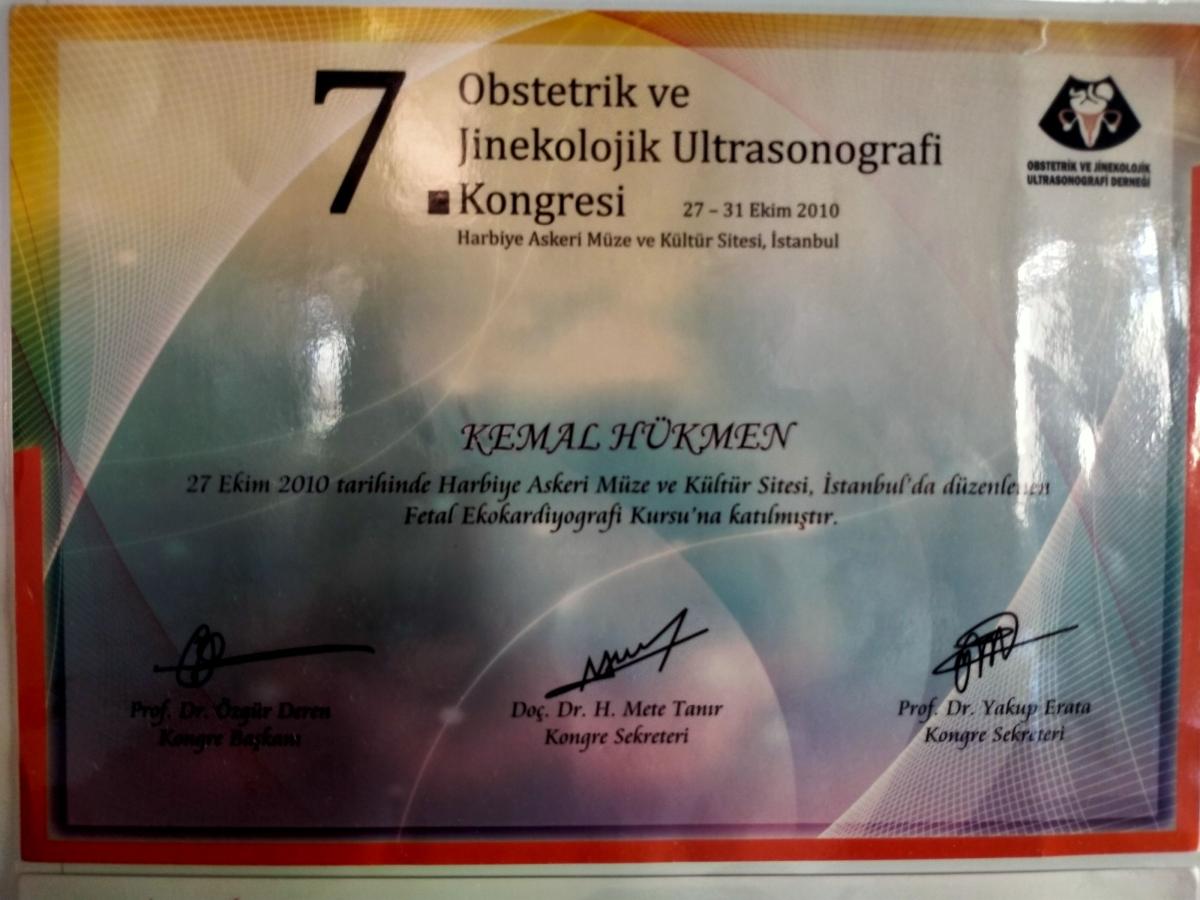 7. Obstetrik ve
Jinekolojik Ultrasonografi
Kongresi 27 – 31 Ekim 2010
Harbiye Askeri Müze ve Kültür Sitesi, İstanbul
OBSTETRİK VE JİNEKOLOJİK
ULTRASONOGRAFİ DERNEĞİ
KEMAL HÜKMEN
27 Ekim 2010 tarihinde Harbiye Askeri Müze ve Kültür Sitesi, İstanbul'da düzenlenen
Fetal Ekokardiyografi Kursu'na katılmıştır.
Prof. Dr. Özgür Deren
Kongre Başkanı
Doç. Dr. H. Mete Tanır
Kongre Sekreteri
Prof. Dr. Yakup Erata
Kongre Sekreteri